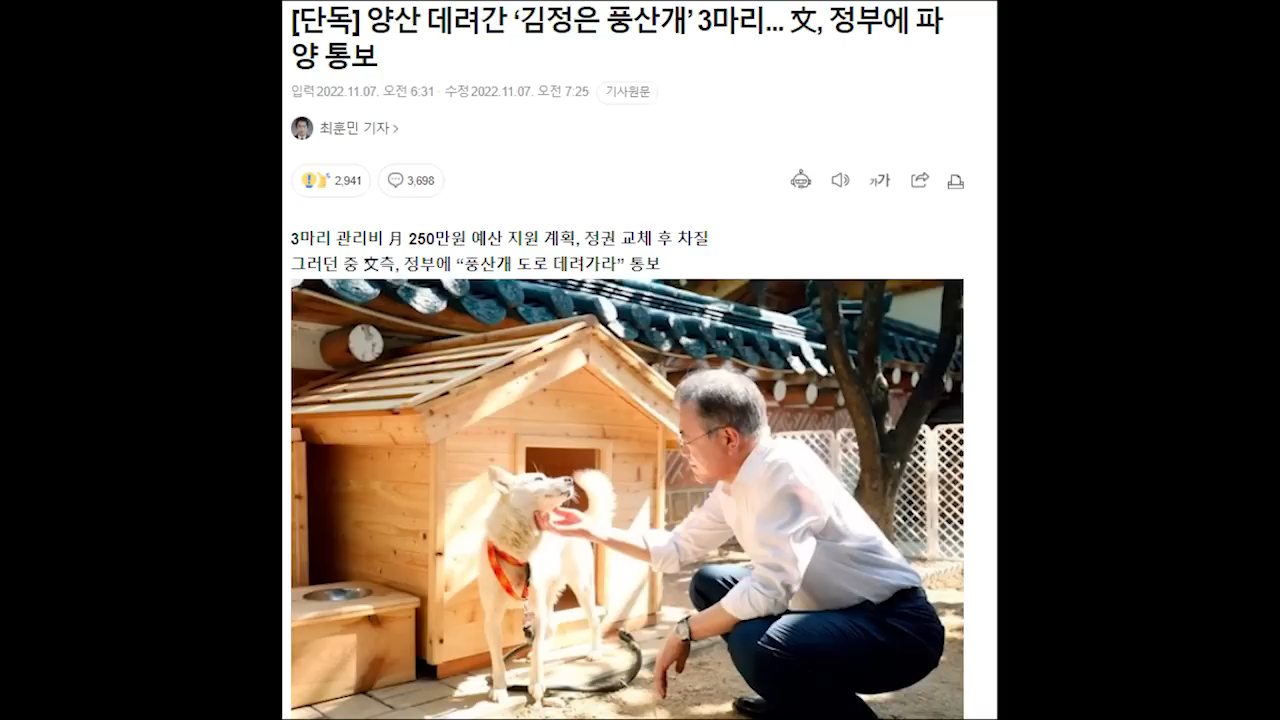 [단독] 양산 데려간 ‘김정은 풍산개’ 3마리... 文, 정부에 파
양 통보
입력 2022.11.07. 오전 6:31 · 수정 2022.11.07. 오전 7:25 기사원문
최훈민 기자 >
2,941 3,698
가가
3마리 관리비 月 250만원 예산 지원 계획, 정권 교체 후 차질
그러던 중 文측, 정부에 “풍산개 도로 데려가라” 통보